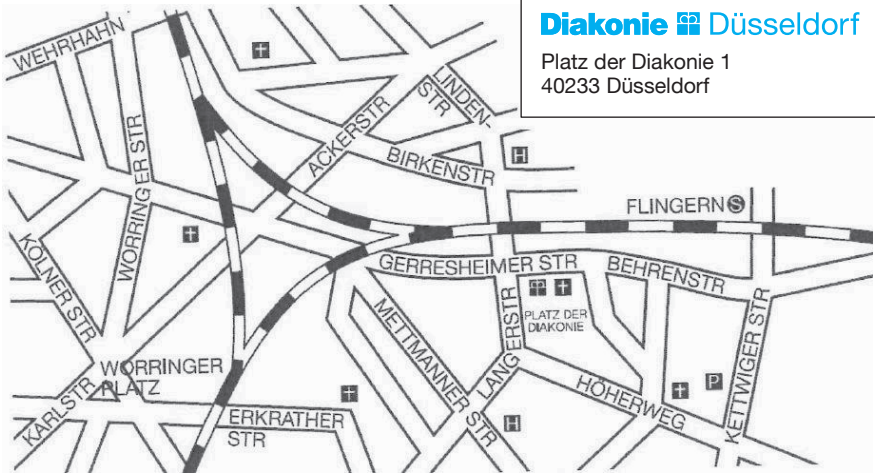 Diakonie Düsseldorf
Platz der Diakonie 1
40233 Düsseldorf
WEHRHAHN
LINDEN-
STR
WORRINGER STR
ACKERSTR
BIRKENSTR
H
FLINGERN S
KÖLNER STR
GERRESHEIMER STR
BEHRENSTR
METTMANNER STR
LANGERSTR
PLATZ DER
DIAKONIE
KETTWIGER STR
WORRINGER
PLATZ
KARLSTR
HÖHERWEG
P
ERKRATHER
STR
H